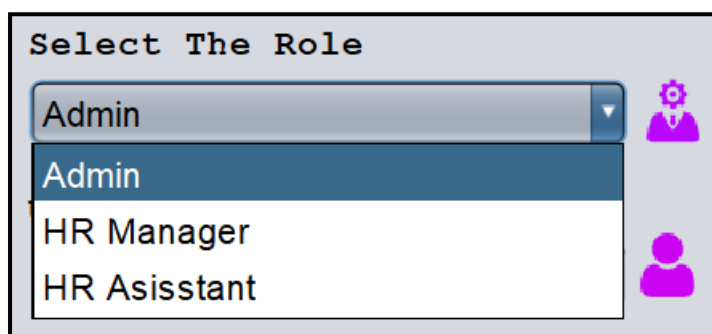 Select The Role
Admin
Admin
HR Manager
HR Asisstant